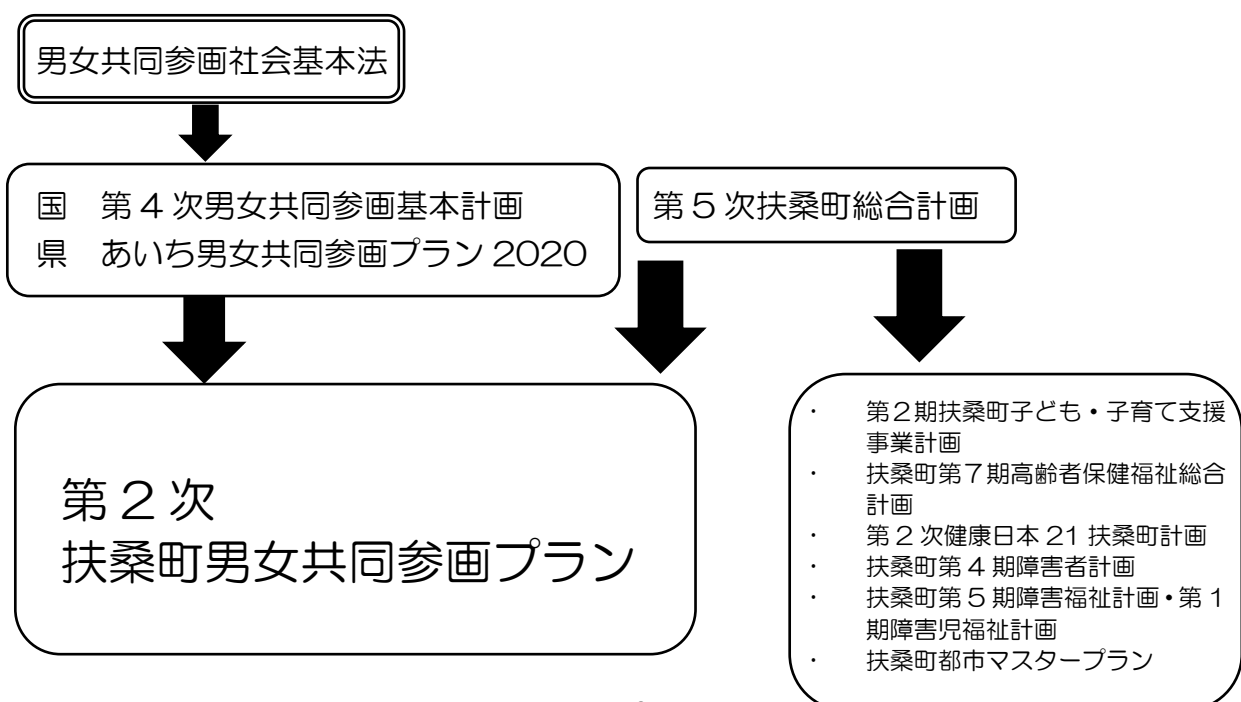 男女共同参画社会基本法
国　第４次男女共同参画基本計画
県　あいち男女共同参画プラン2020
第５次扶桑町総合計画
第２次
扶桑町男女共同参画プラン
・　第２期扶桑町子ども・子育て支援
事業計画
・　扶桑町第７期高齢者保健福祉総合
計画
・　第２次健康日本21扶桑町計画
・　扶桑町第４期障害者計画
・　扶桑町第５期障害福祉計画・第１
期障害児福祉計画
・　扶桑町都市マスタープラン